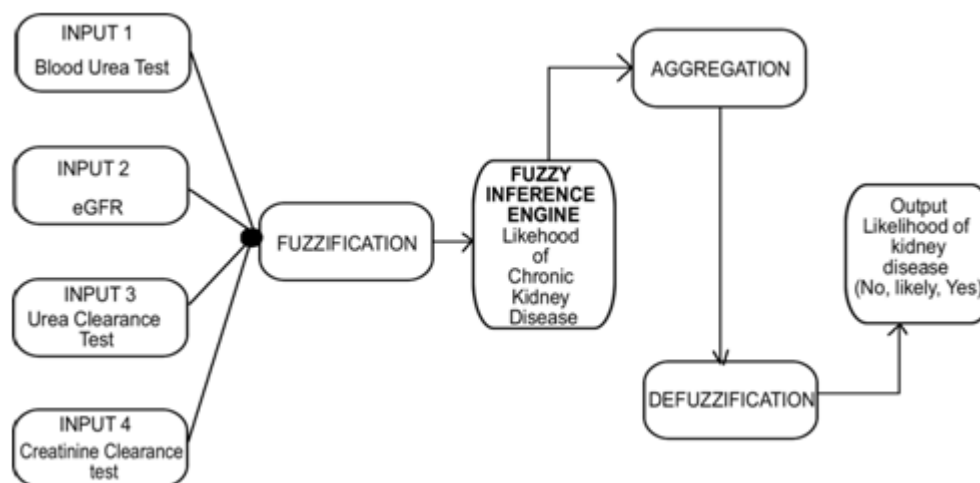 INPUT 1
Blood Urea Test
INPUT 2
eGFR
INPUT 3
Urea Clearance
Test
INPUT 4
Creatinine Clearance
test
FUZZIFICATION
FUZZY
INFERENCE
ENGINE
Likehood
of
Chronic
Kidney
Disease
AGGREGATION
DEFUZZIFICATION
Output
Likelihood of
kidney
disease
(No, likely, Yes)